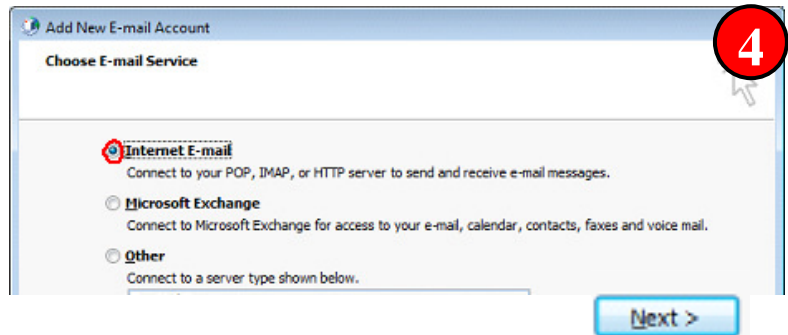 Add New E-mail Account
4
Choose E-mail Service
Internet E-mail
Connect to your POP, IMAP, or HTTP server to send and receive e-mail messages.
Microsoft Exchange
Connect to Microsoft Exchange for access to your e-mail, calendar, contacts, faxes and voice mail.
Other
Connect to a server type shown below.
Next >